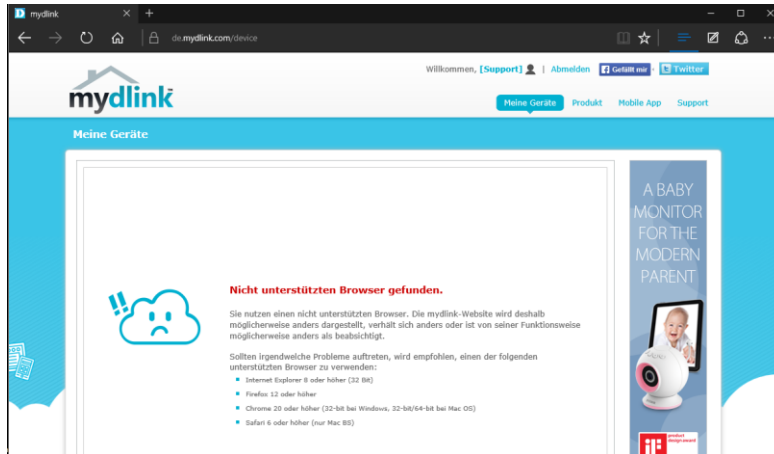 mydlink
de.mydlink.com/device
Willkommen, [Support] | Abmelden Gefällt mir Twitter
mydlink
Meine Geräte Produkt Mobile App Support
Meine Geräte
A BABY
MONITOR
FOR THE
MODERN
PARENT
!!
Nicht unterstützten Browser gefunden.
Sie nutzen einen nicht unterstützten Browser. Die mydlink-Website wird deshalb
möglicherweise anders dargestellt, verhält sich anders oder ist von seiner Funktionsweise
möglicherweise anders als beabsichtigt.
Sollten irgendwelche Probleme auftreten, wird empfohlen, einen der folgenden
unterstützten Browser zu verwenden:
Internet Explorer 8 oder höher (32 Bit)
Firefox 12 oder höher
Chrome 20 oder höher (32-bit bei Windows, 32-bit/64-bit bei Mac OS)
Safari 6 oder höher (nur Mac BS)
product
design award